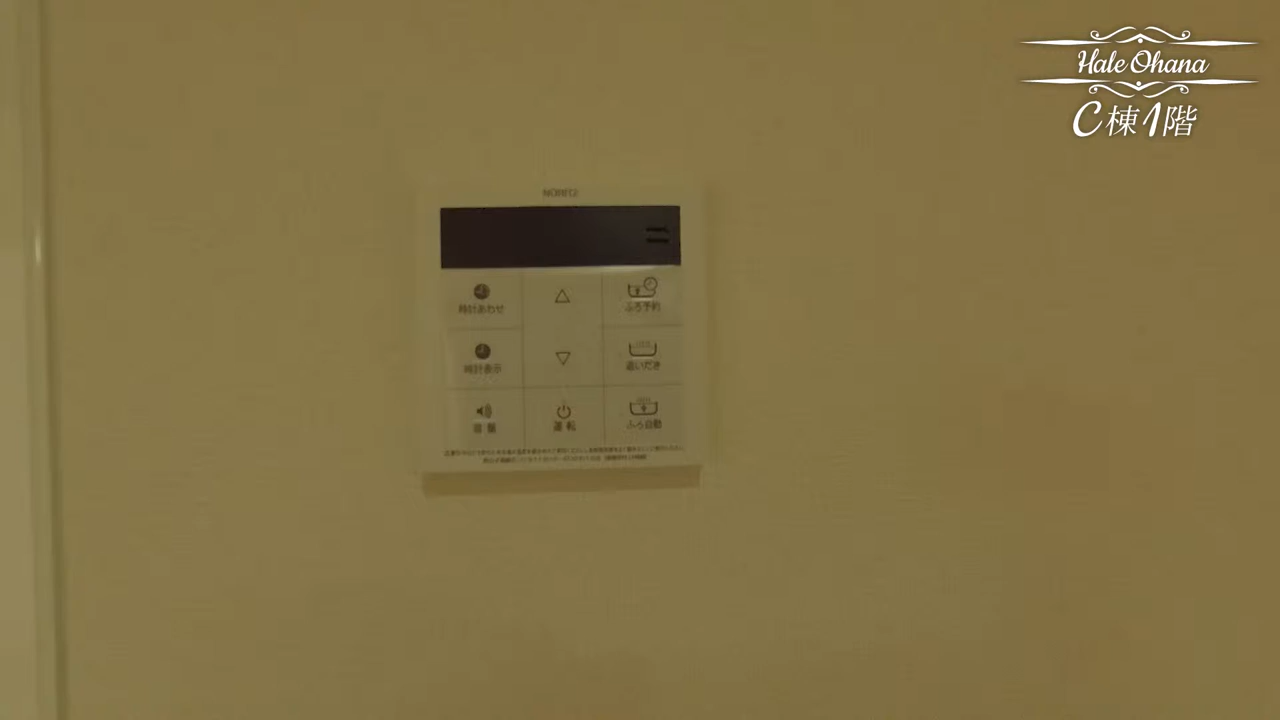 Hale Ohana
C棟1階
NORITZ
時計あわせ
ふろ予約
時計表示
追いだき
音量
運転
ふろ自動